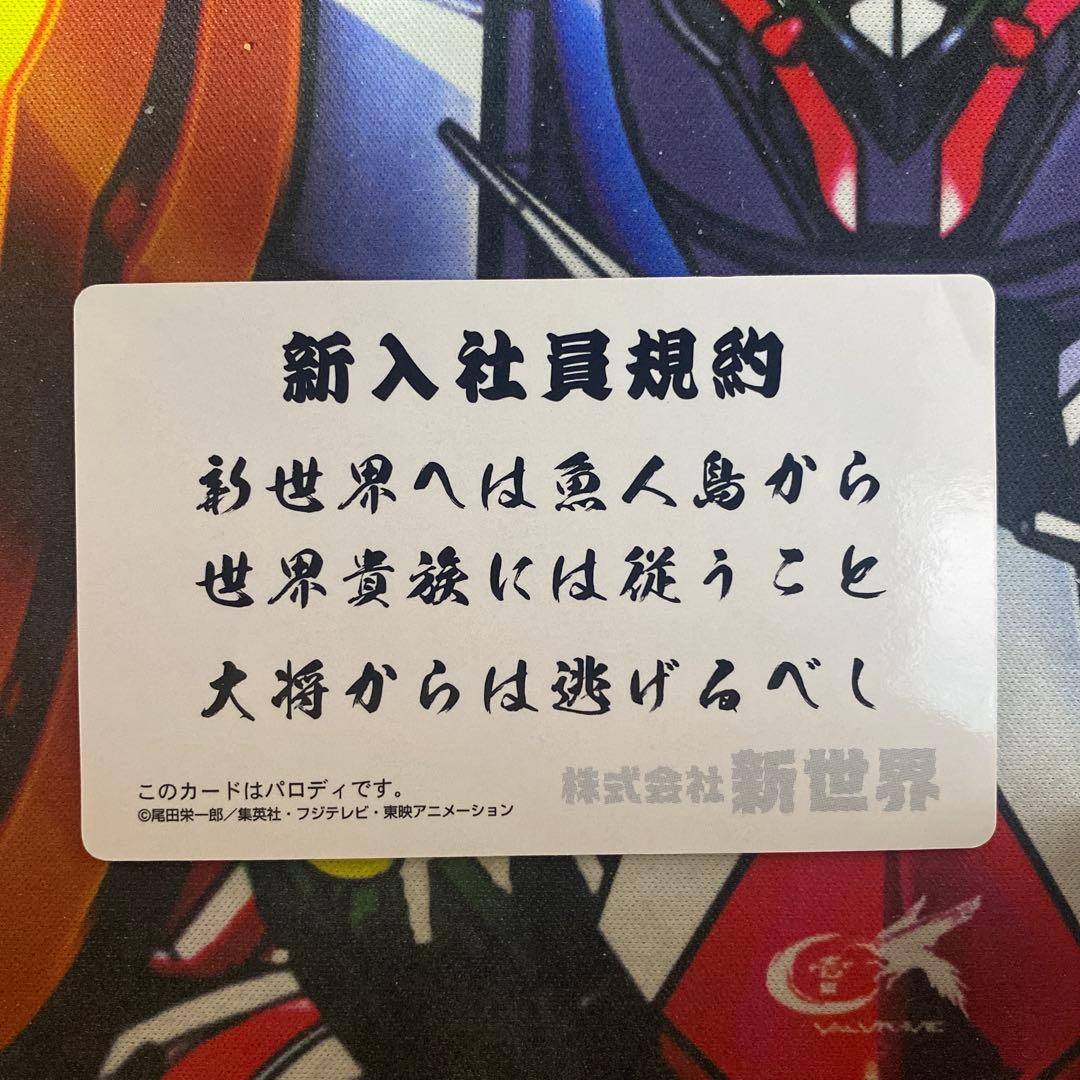 新入社員規約
新世界へは魚人島から
世界貴族には従うこと
大将からは逃げるべし
株式会社新世界
このカードはパロディです。
©尾田栄一郎／集英社・フジテレビ・東映アニメーション
VALVRAVE